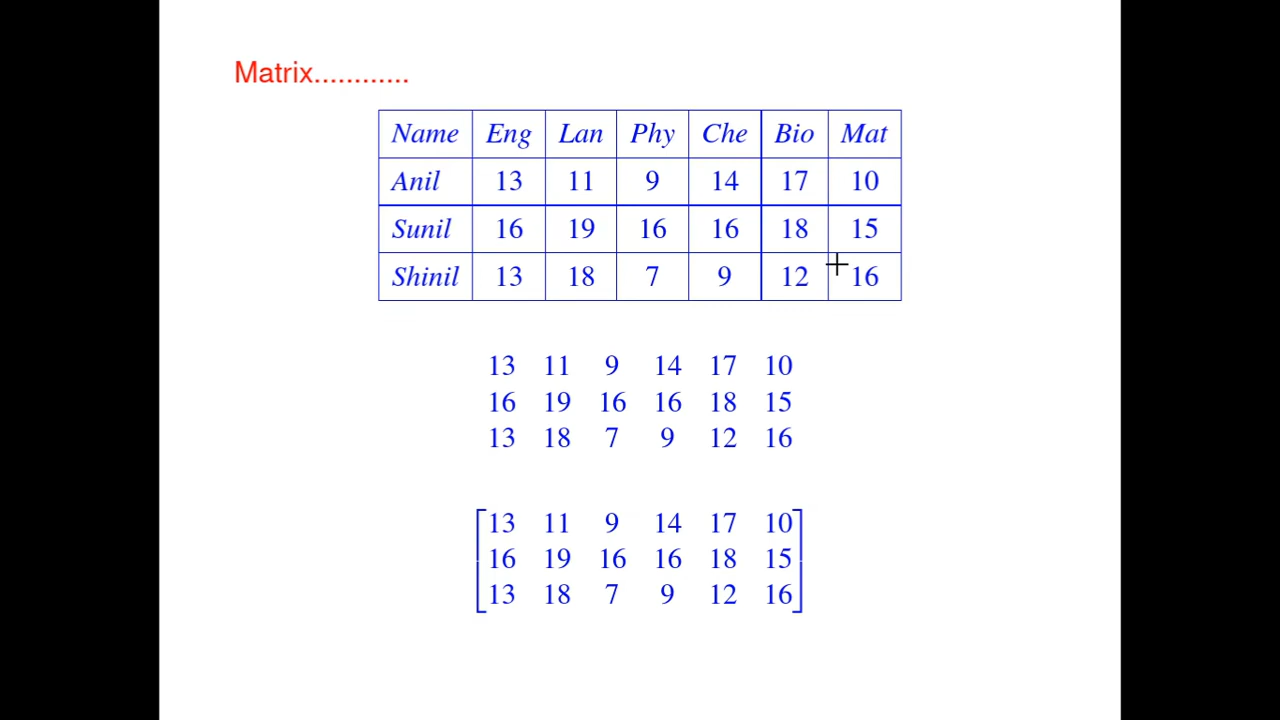 Matrix............
Name Eng Lan Phy Che Bio Mat
Anil 13 11 9 14 17 10
Sunil 16 19 16 16 18 15
Shinil 13 18 7 9 12 16
13 11 9 14 17 10
16 19 16 16 18 15
13 18 7 9 12 16
13 11 9 14 17 10
16 19 16 16 18 15
13 18 7 9 12 16